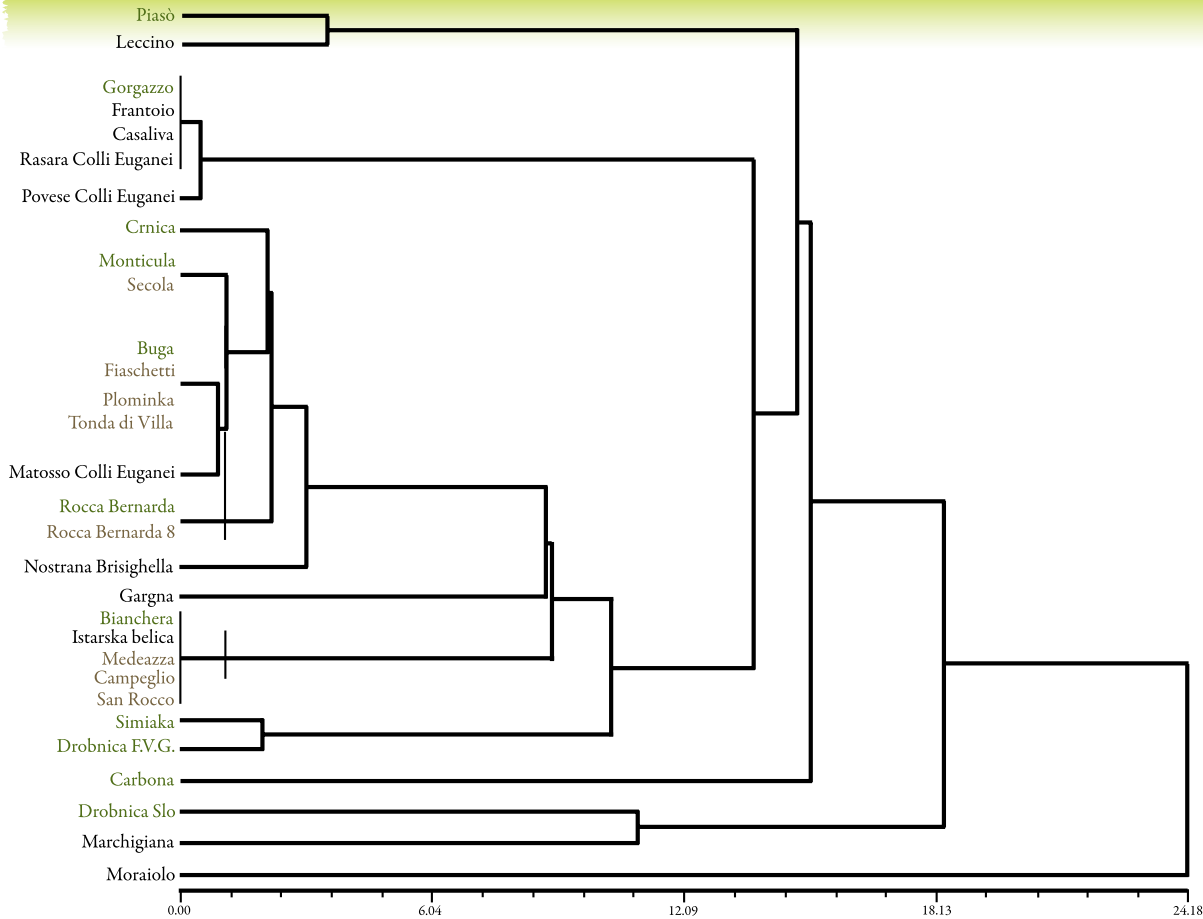 Piasò
Leccino
Gorgazzo
Frantoio
Casaliva
Rasara Colli Euganei
Povese Colli Euganei
Crnica
Monticula
Secola
Buga
Fiaschetti
Plominka
Tonda di Villa
Matosso Colli Euganei
Rocca Bernarda
Rocca Bernarda 8
Nostrana Brisighella
Gargna
Bianchera
Istarska belica
Medeazza
Campeglio
San Rocco
Simiaka
Drobnica F.V.G.
Carbona
Drobnica Slo
Marchigiana
Moraiolo
0.00 6.04 12.09 18.13 24.18